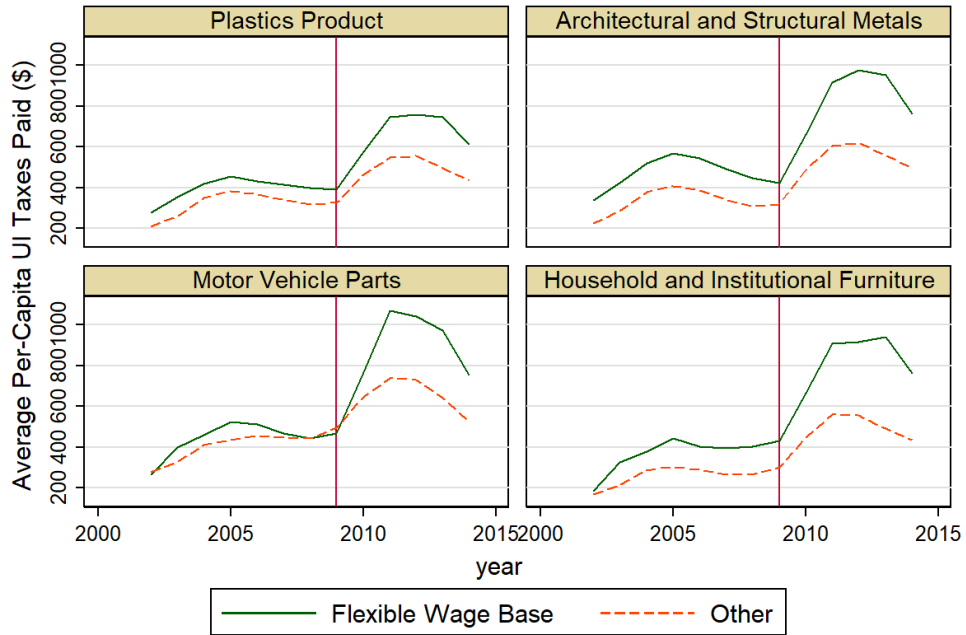 Plastics Product
Architectural and Structural Metals
200 400 600 800 1000
Motor Vehicle Parts
Household and Institutional Furniture
200 400 600 800 1000
Average Per-Capita UI Taxes Paid ($)
2000 2005 2010 2015 2000 2005 2010 2015
year
Flexible Wage Base
Other